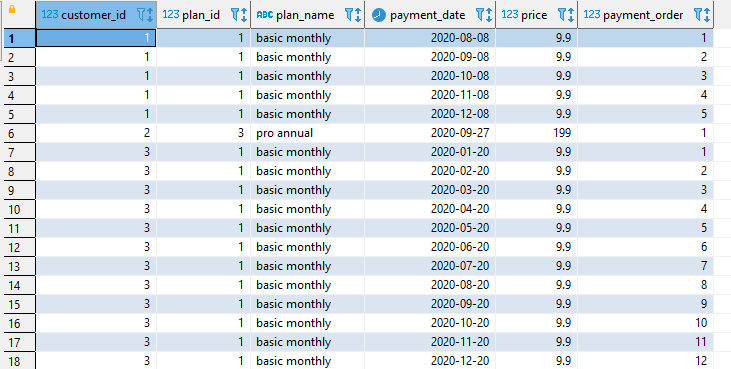 123 customer_id 123 plan_id ABC plan_name payment_date 123 price 123 payment_order
1 1 1 basic monthly 2020-08-08 9.9 1
2 1 1 basic monthly 2020-09-08 9.9 2
3 1 1 basic monthly 2020-10-08 9.9 3
4 1 1 basic monthly 2020-11-08 9.9 4
5 1 1 basic monthly 2020-12-08 9.9 5
6 2 3 pro annual 2020-09-27 199 1
7 3 1 basic monthly 2020-01-20 9.9 1
8 3 1 basic monthly 2020-02-20 9.9 2
9 3 1 basic monthly 2020-03-20 9.9 3
10 3 1 basic monthly 2020-04-20 9.9 4
11 3 1 basic monthly 2020-05-20 9.9 5
12 3 1 basic monthly 2020-06-20 9.9 6
13 3 1 basic monthly 2020-07-20 9.9 7
14 3 1 basic monthly 2020-08-20 9.9 8
15 3 1 basic monthly 2020-09-20 9.9 9
16 3 1 basic monthly 2020-10-20 9.9 10
17 3 1 basic monthly 2020-11-20 9.9 11
18 3 1 basic monthly 2020-12-20 9.9 12